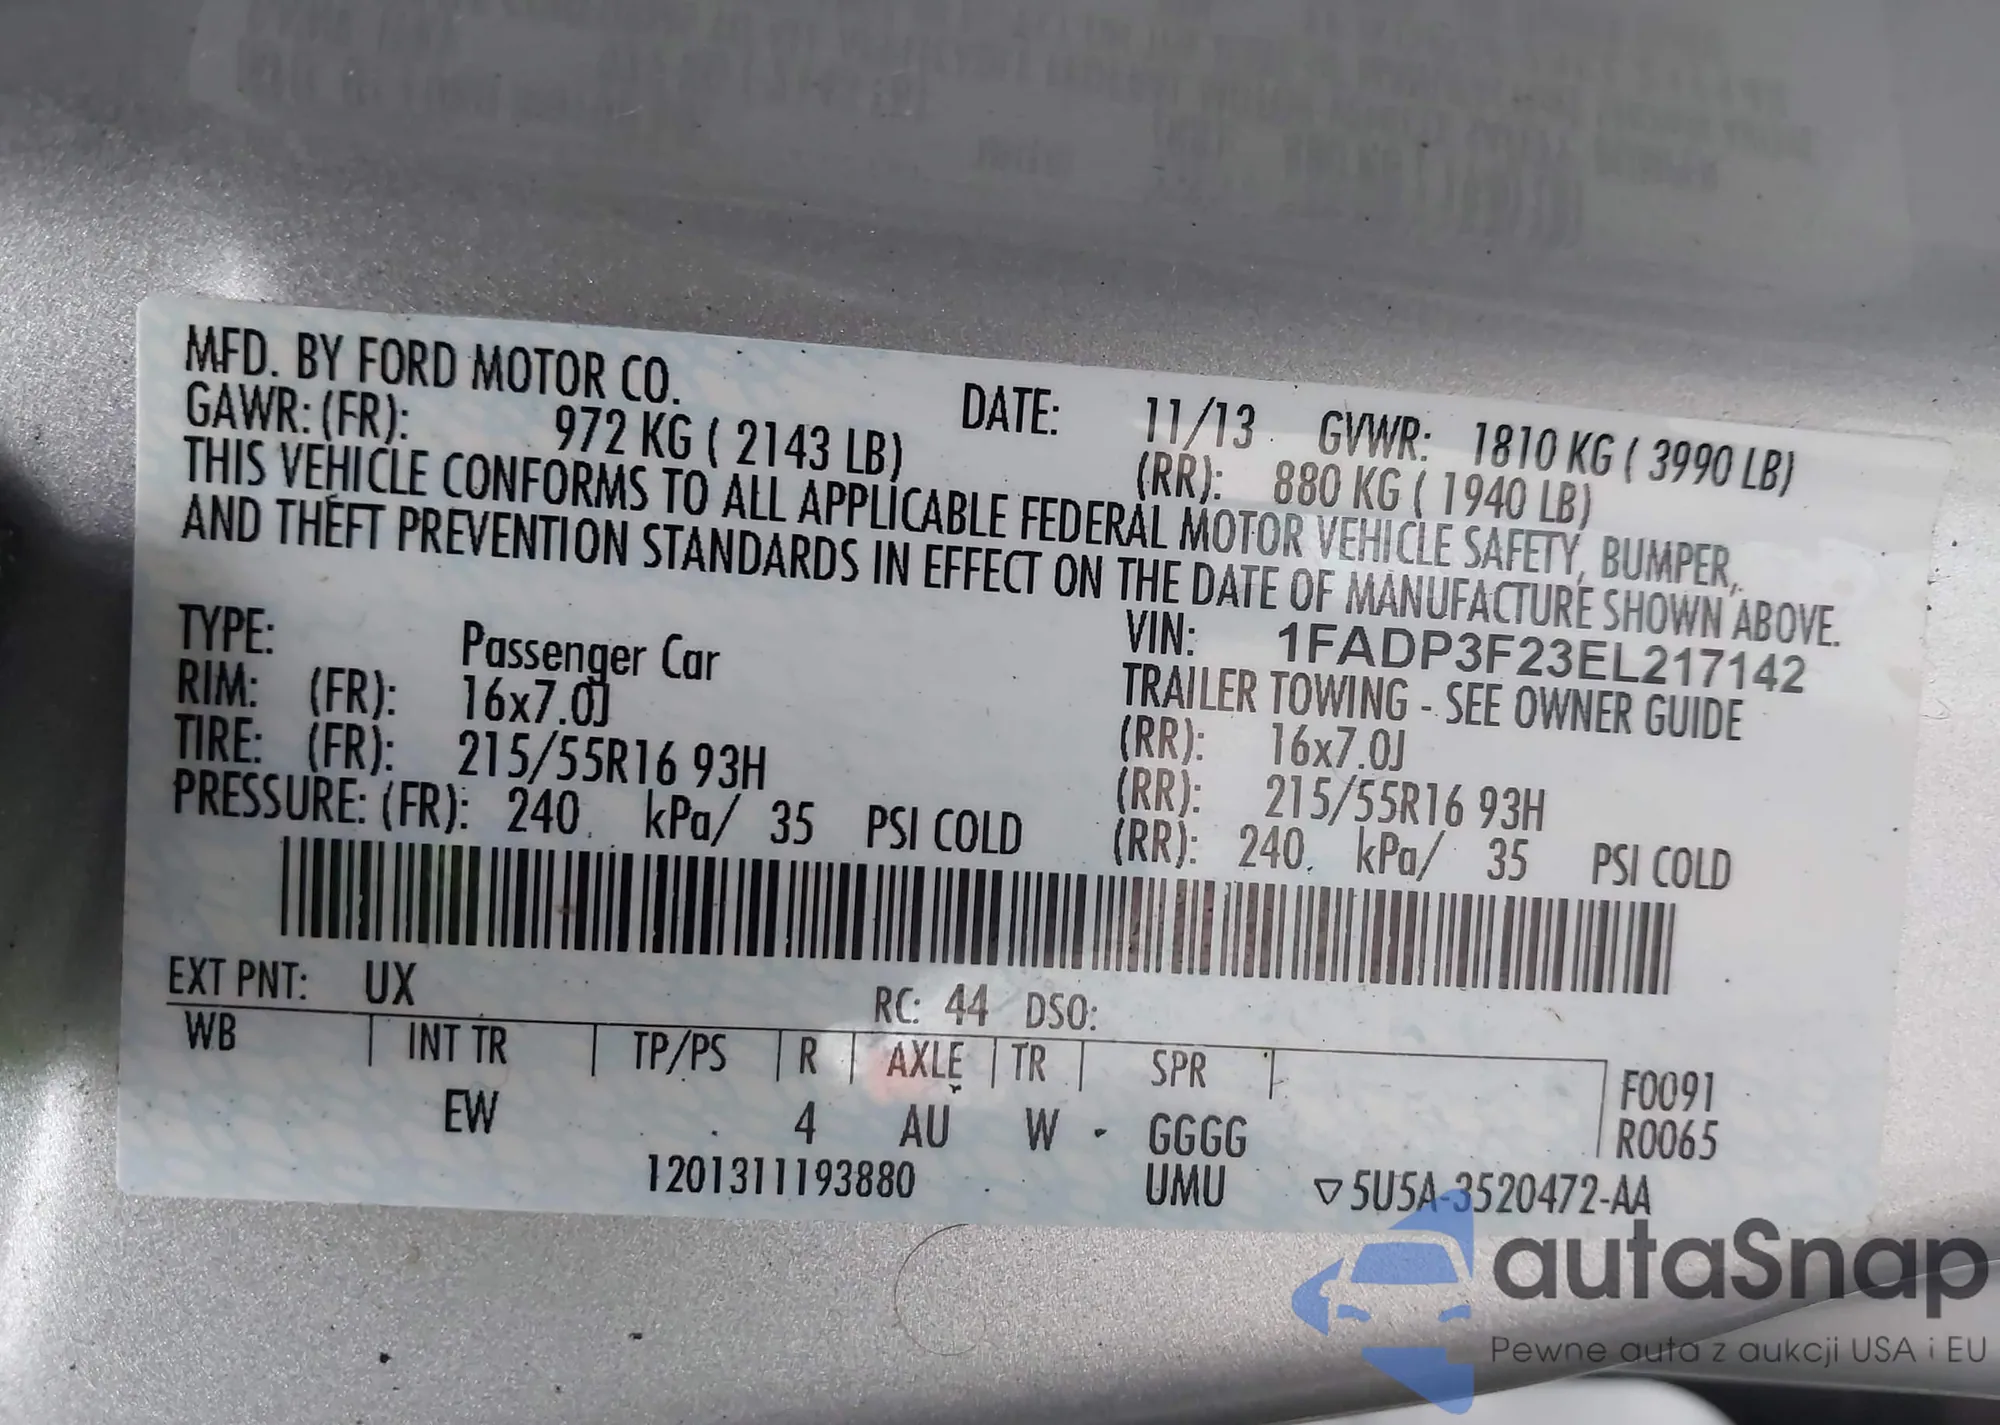 MFD. BY FORD MOTOR CO. DATE: 11/13 GVWR: 1810 KG ( 3990 LB)
GAWR: (FR): 972 KG ( 2143 LB) (RR): 880 KG ( 1940 LB)
THIS VEHICLE CONFORMS TO ALL APPLICABLE FEDERAL MOTOR VEHICLE SAFETY, BUMPER,
AND THEFT PREVENTION STANDARDS IN EFFECT ON THE DATE OF MANUFACTURE SHOWN ABOVE.
VIN: 1FADP3F23EL217142
TYPE: Passenger Car TRAILER TOWING - SEE OWNER GUIDE
RIM: (FR): 16x7.0J (RR): 16x7.0J
TIRE: (FR): 215/55R16 93H (RR): 215/55R16 93H
PRESSURE: (FR): 240 kPa/ 35 PSI COLD (RR): 240 kPa/ 35 PSI COLD
EXT PNT: UX RC: 44 DSO:
WB INT TR TP/PS R AXLE TR SPR F0091
EW 4 AU W GGGG R0065
1201311193880 UMU ▽5U5A-3520472-AA
autaSnap
Pewne auta z aukcji USA i EU